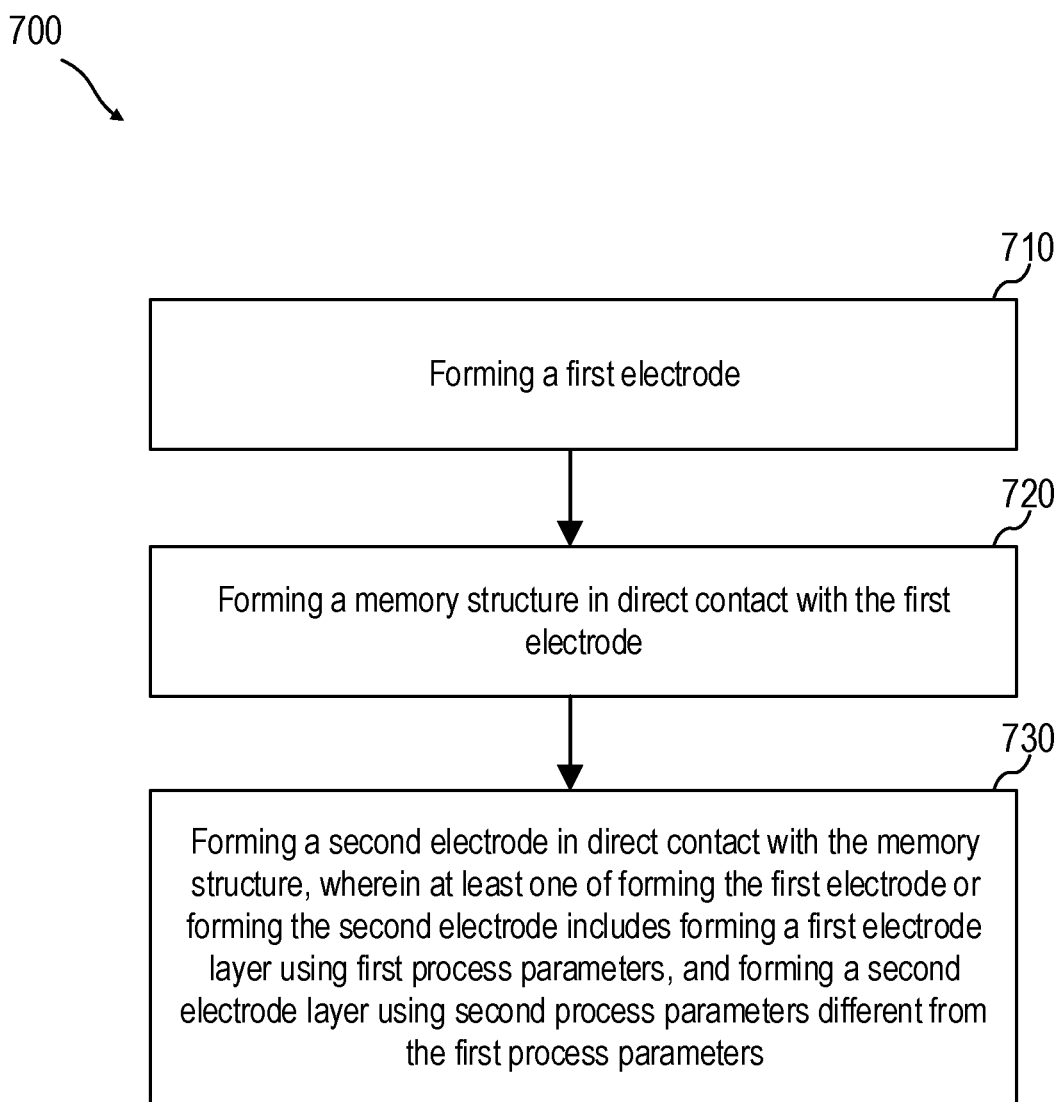 700
710
Forming a first electrode
720
Forming a memory structure in direct contact with the first
electrode
730
Forming a second electrode in direct contact with the memory
structure, wherein at least one of forming the first electrode or
forming the second electrode includes forming a first electrode
layer using first process parameters, and forming a second
electrode layer using second process parameters different from
the first process parameters